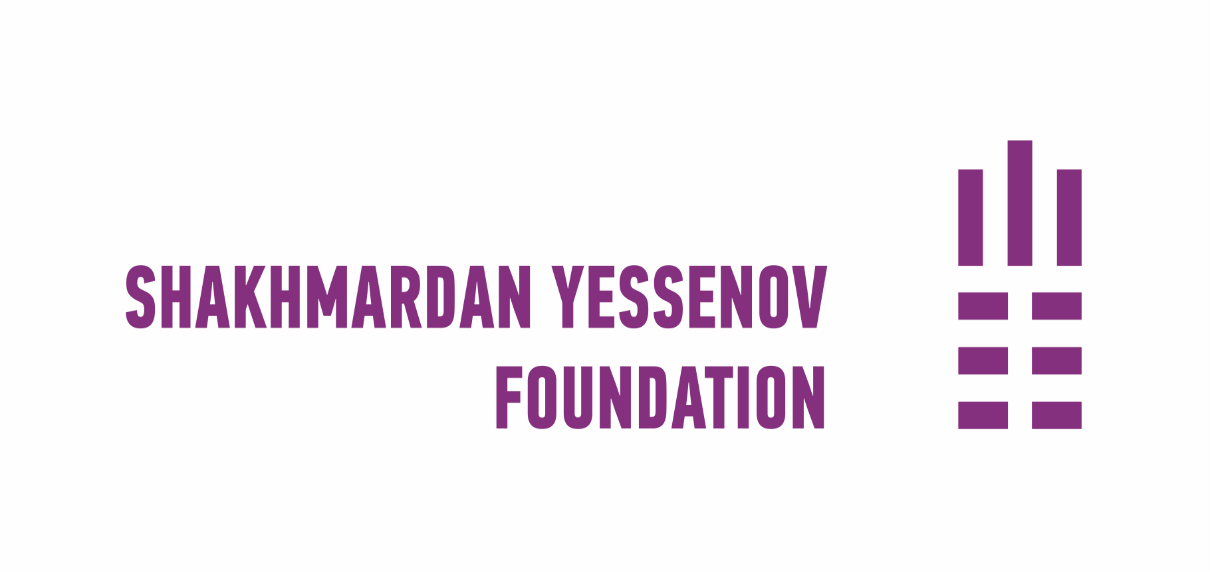 SHAKHMARDAN YESSENOV
FOUNDATION